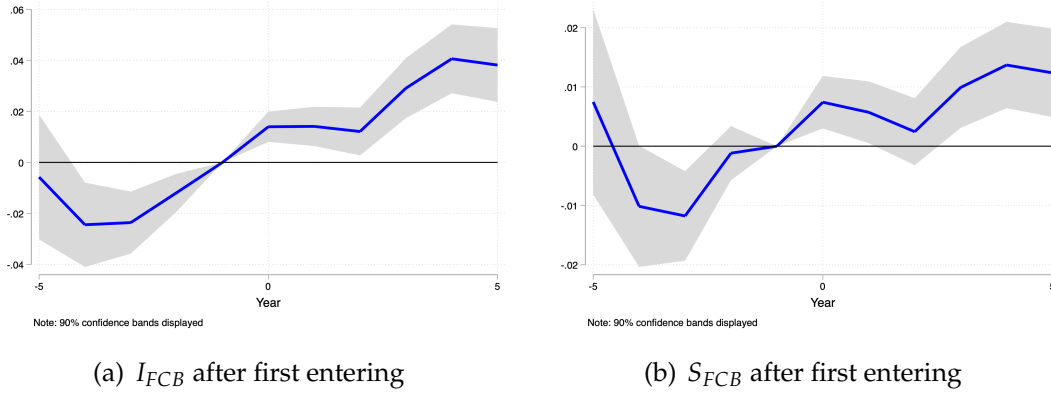 .06
.04
.02
0
-.02
-.04
-5
0
5
Year
Note: 90% confidence bands displayed
(a) I_FCB after first entering
.02
.01
0
-.01
-.02
-5
0
5
Year
Note: 90% confidence bands displayed
(b) S_FCB after first entering